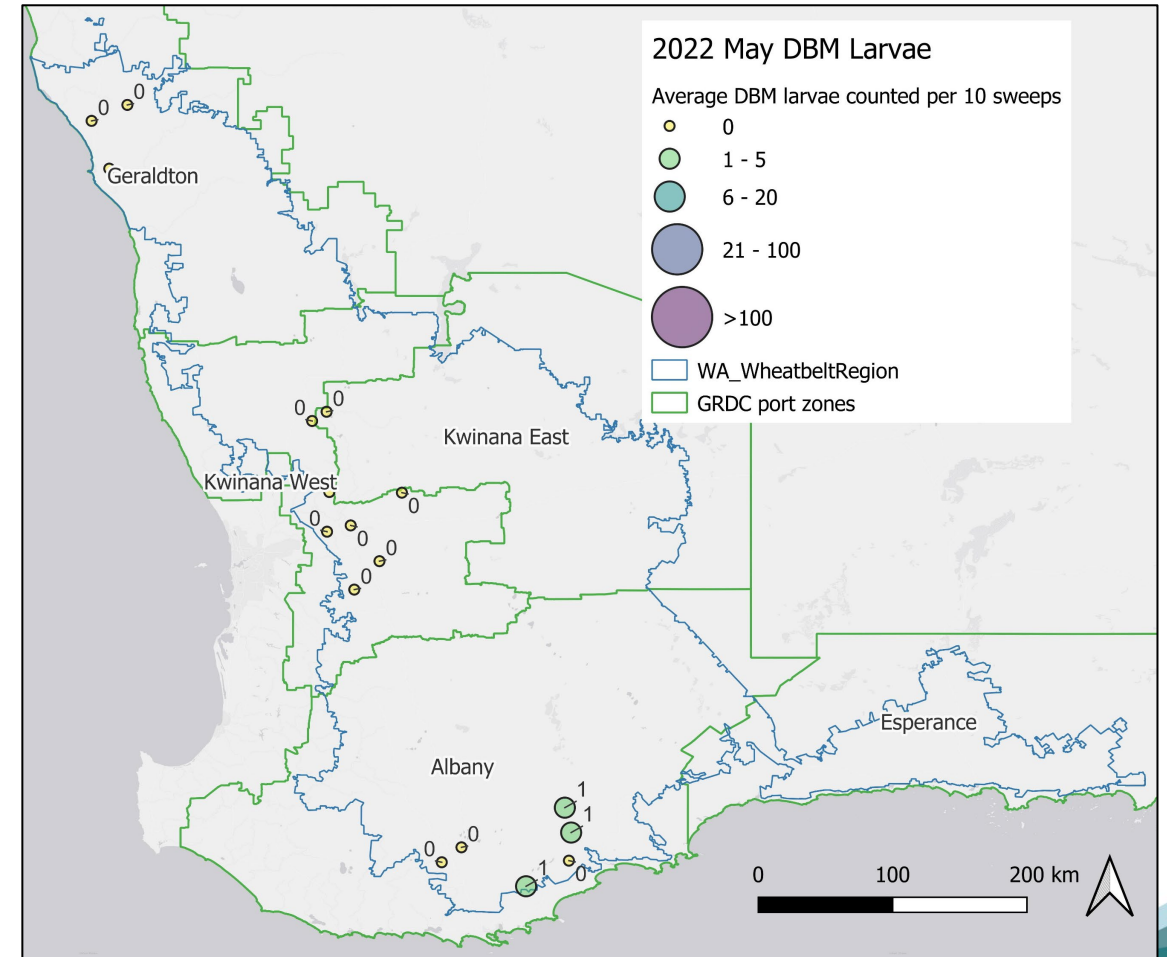 2022 May DBM Larvae
Average DBM larvae counted per 10 sweeps
0
1 - 5
6 - 20
21 - 100
>100
WA_WheatbeltRegion
GRDC port zones
0
0
Geraldton
0
0
Kwinana East
Kwinana West
0
0
0
0
0
Esperance
Albany
1
1
0
0
1
0
0 100 200 km